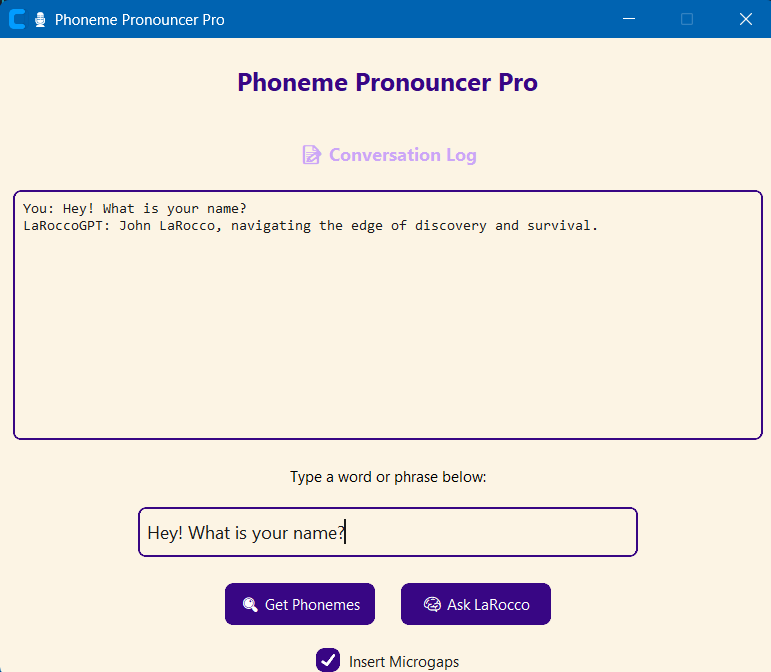 Phoneme Pronouncer Pro
Phoneme Pronouncer Pro
Conversation Log
You: Hey! What is your name?
LaRoccoGPT: John LaRocco, navigating the edge of discovery and survival.
Type a word or phrase below:
Hey! What is your name?
Get Phonemes
Ask LaRocco
Insert Microgaps